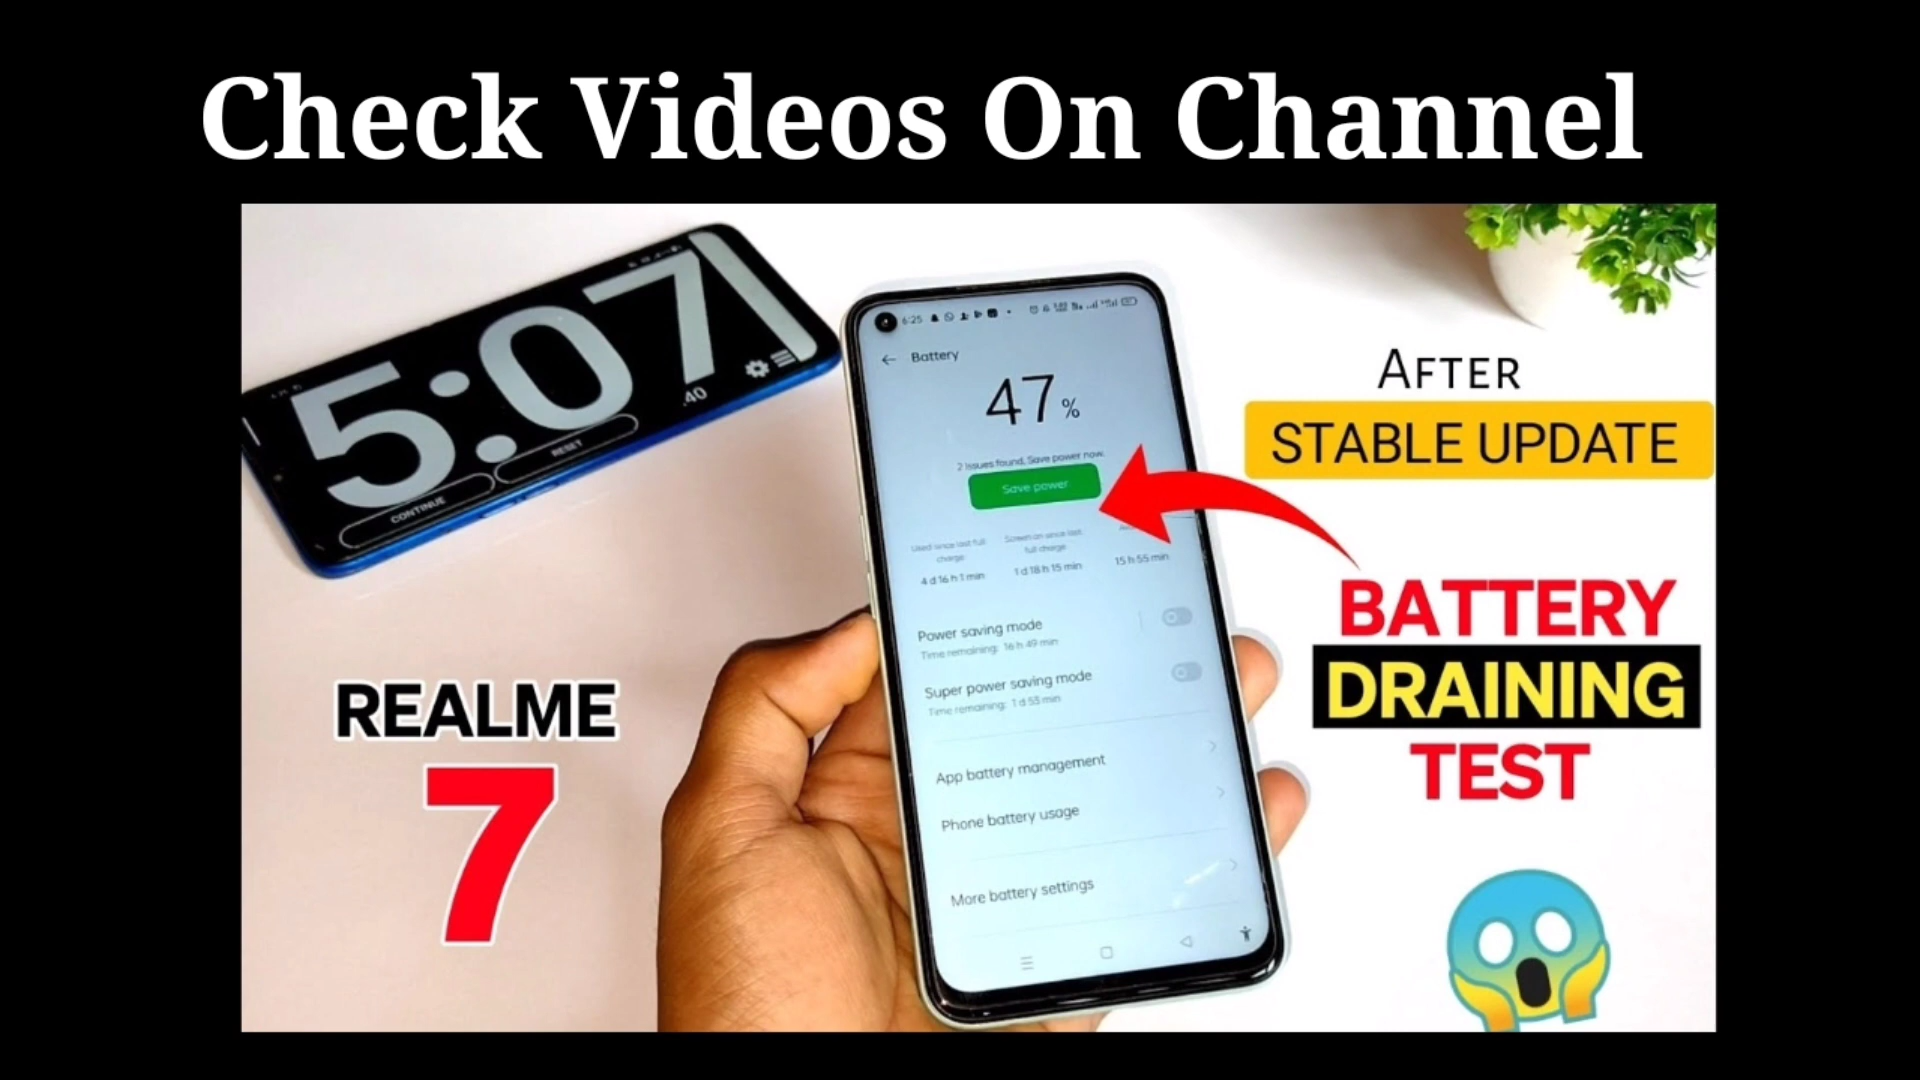 Check Videos On Channel
5:07
.40
CONTINUE
RESET
REALME
7
6:25
Battery
47%
2 issues found, Save power now.
Save power
Used since last full
charge
Screen on since last
full charge
4 d 16 h 1 min
1 d 18 h 15 min
15 h 55 min
Power saving mode
Time remaining: 16 h 49 min
Super power saving mode
Time remaining: 1 d 53 min
App battery management
Phone battery usage
More battery settings
AFTER
STABLE UPDATE
BATTERY
DRAINING
TEST